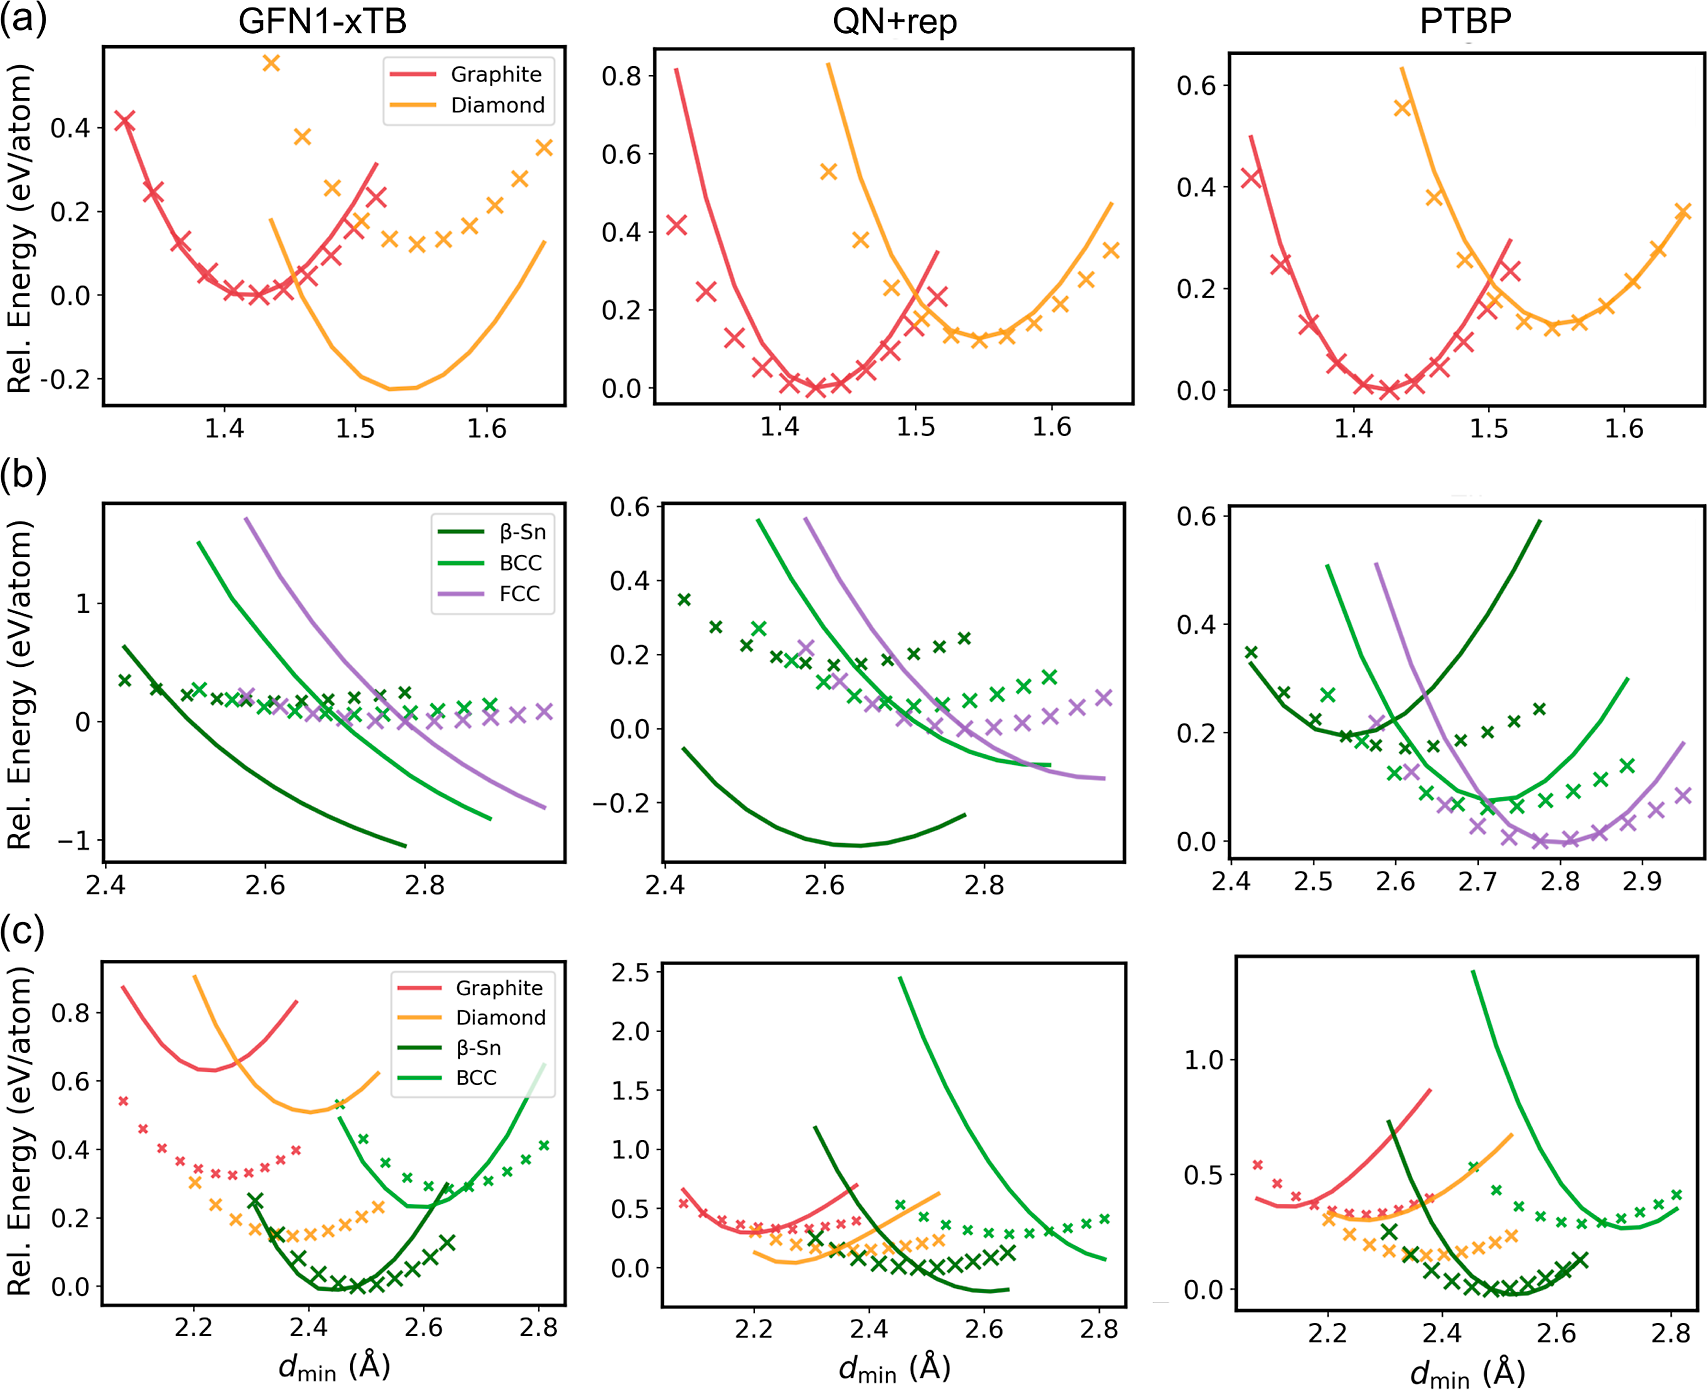 (a) GFN1-xTB QN+rep PTBP
Rel. Energy (eV/atom)
0.4
0.2
0.0
-0.2
1.4 1.5 1.6
Graphite
Diamond
0.8
0.6
0.4
0.2
0.0
1.4 1.5 1.6
0.6
0.4
0.2
0.0
1.4 1.5 1.6
(b)
Rel. Energy (eV/atom)
1
0
−1
2.4 2.6 2.8
β-Sn
BCC
FCC
0.6
0.4
0.2
0.0
−0.2
2.4 2.6 2.8
0.6
0.4
0.2
0.0
2.4 2.5 2.6 2.7 2.8 2.9
(c)
Rel. Energy (eV/atom)
0.8
0.6
0.4
0.2
0.0
2.2 2.4 2.6 2.8
dmin (Å)
Graphite
Diamond
β-Sn
BCC
2.5
2.0
1.5
1.0
0.5
0.0
2.2 2.4 2.6 2.8
dmin (Å)
1.0
0.5
0.0
2.2 2.4 2.6 2.8
dmin (Å)